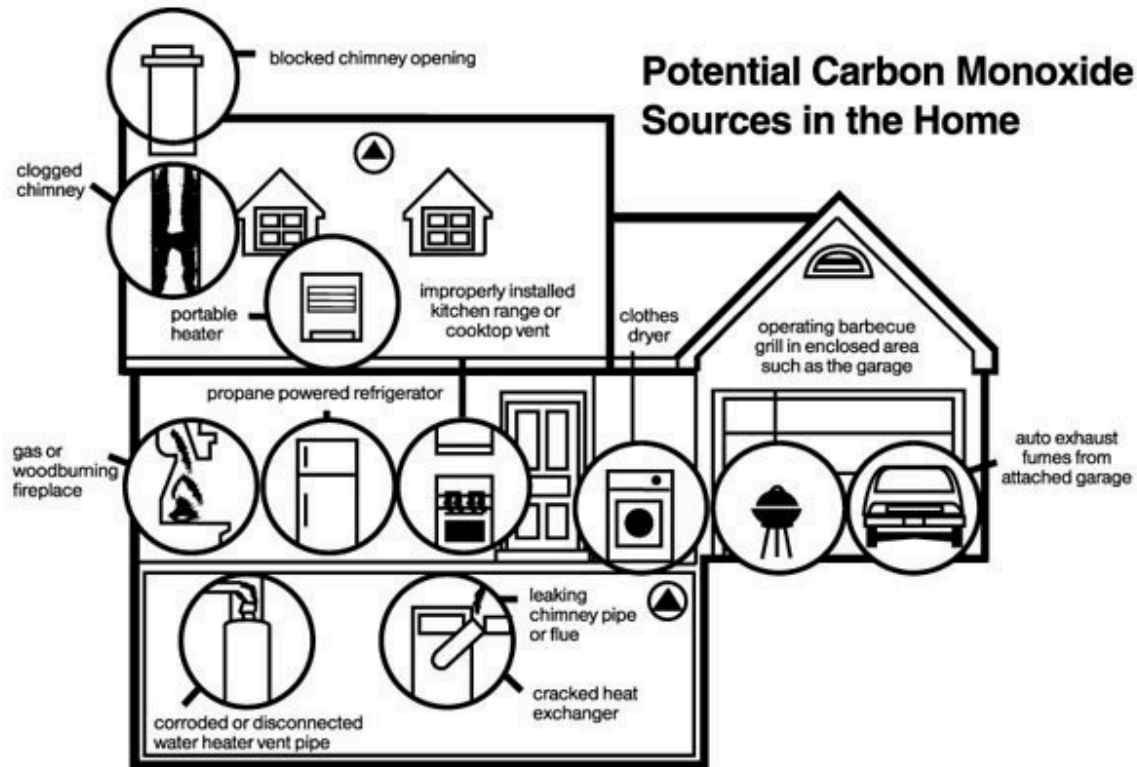 blocked chimney opening
Potential Carbon Monoxide
Sources in the Home
clogged
chimney
portable
heater
improperly installed
kitchen range or
cooktop vent
clothes
dryer
operating barbecue
grill in enclosed area
such as the garage
propane powered refrigerator
gas or
woodburning
fireplace
auto exhaust
fumes from
attached garage
leaking
chimney pipe
or flue
cracked heat
exchanger
corroded or disconnected
water heater vent pipe